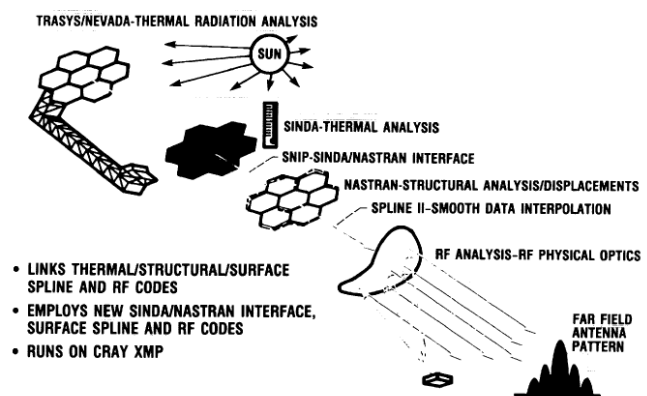 TRASYS/NEVADA-THERMAL RADIATION ANALYSIS
SUN
SINDA-THERMAL ANALYSIS
SNIP-SINDA/NASTRAN INTERFACE
NASTRAN-STRUCTURAL ANALYSIS/DISPLACEMENTS
SPLINE II-SMOOTH DATA INTERPOLATION
RF ANALYSIS-RF PHYSICAL OPTICS
• LINKS THERMAL/STRUCTURAL/SURFACE
SPLINE AND RF CODES
• EMPLOYS NEW SINDA/NASTRAN INTERFACE,
SURFACE SPLINE AND RF CODES
• RUNS ON CRAY XMP
FAR FIELD
ANTENNA
PATTERN